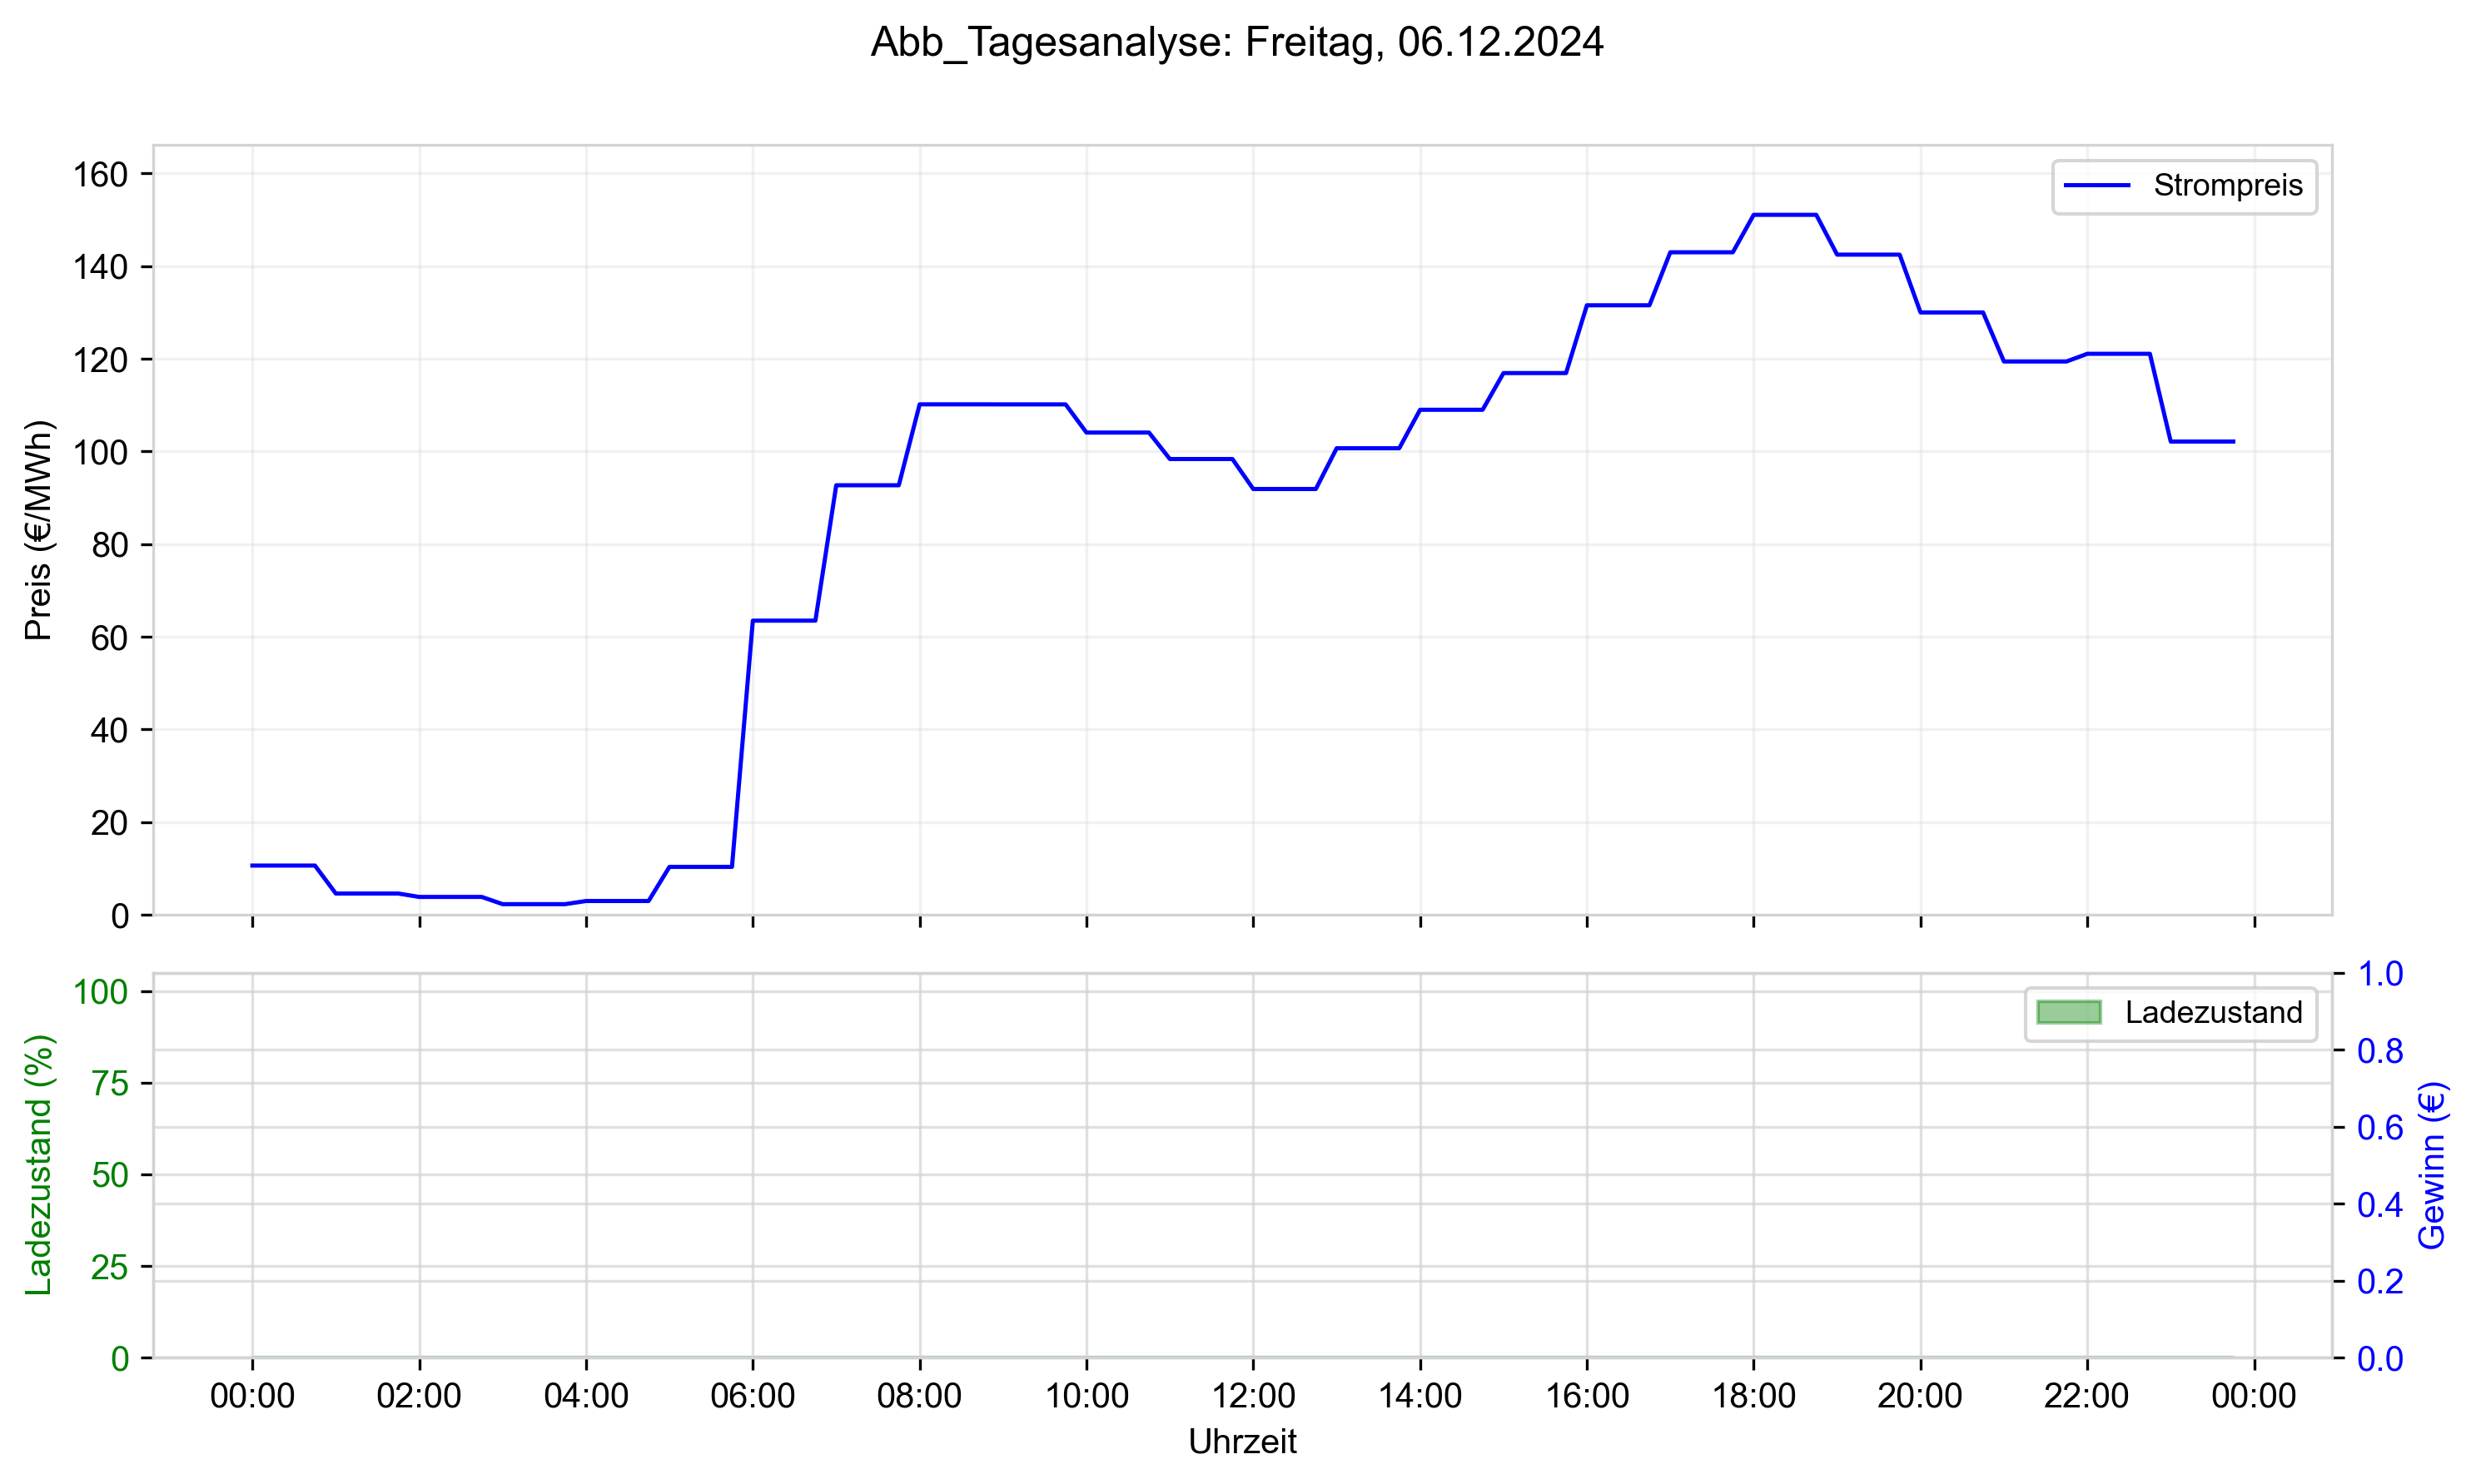 Abb_Tagesanalyse: Freitag, 06.12.2024
Preis (€/MWh)
160
140
120
100
80
60
40
20
0
Strompreis
Ladezustand (%)
100
75
50
25
0
Ladezustand
1.0
0.8
0.6
0.4
0.2
0.0
Gewinn (€)
00:00 02:00 04:00 06:00 08:00 10:00 12:00 14:00 16:00 18:00 20:00 22:00 00:00
Uhrzeit